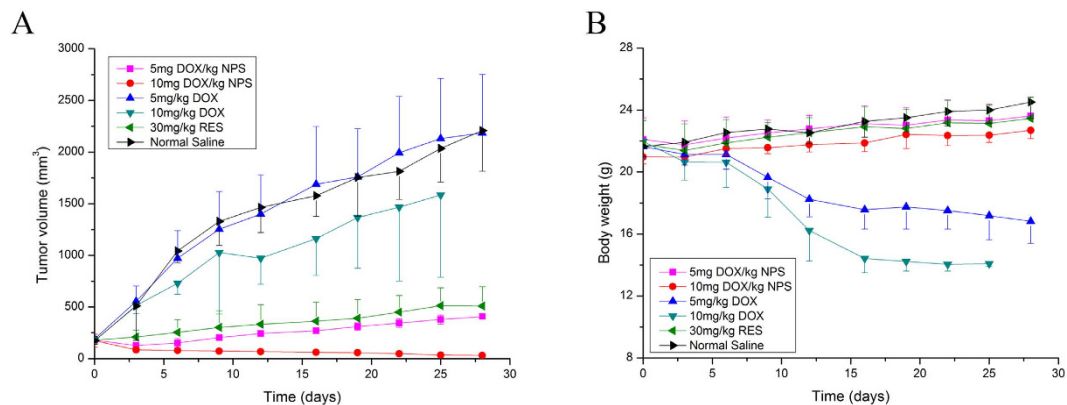 A
Tumor volume (mm³)
3000
2500
2000
1500
1000
500
0
5mg DOX/kg NPS
10mg DOX/kg NPS
5mg/kg DOX
10mg/kg DOX
30mg/kg RES
Normal Saline
0 5 10 15 20 25 30
Time (days)
B
Body weight (g)
28
24
20
16
12
8
5mg DOX/kg NPS
10mg DOX/kg NPS
5mg/kg DOX
10mg/kg DOX
30mg/kg RES
Normal Saline
0 5 10 15 20 25 30
Time (days)